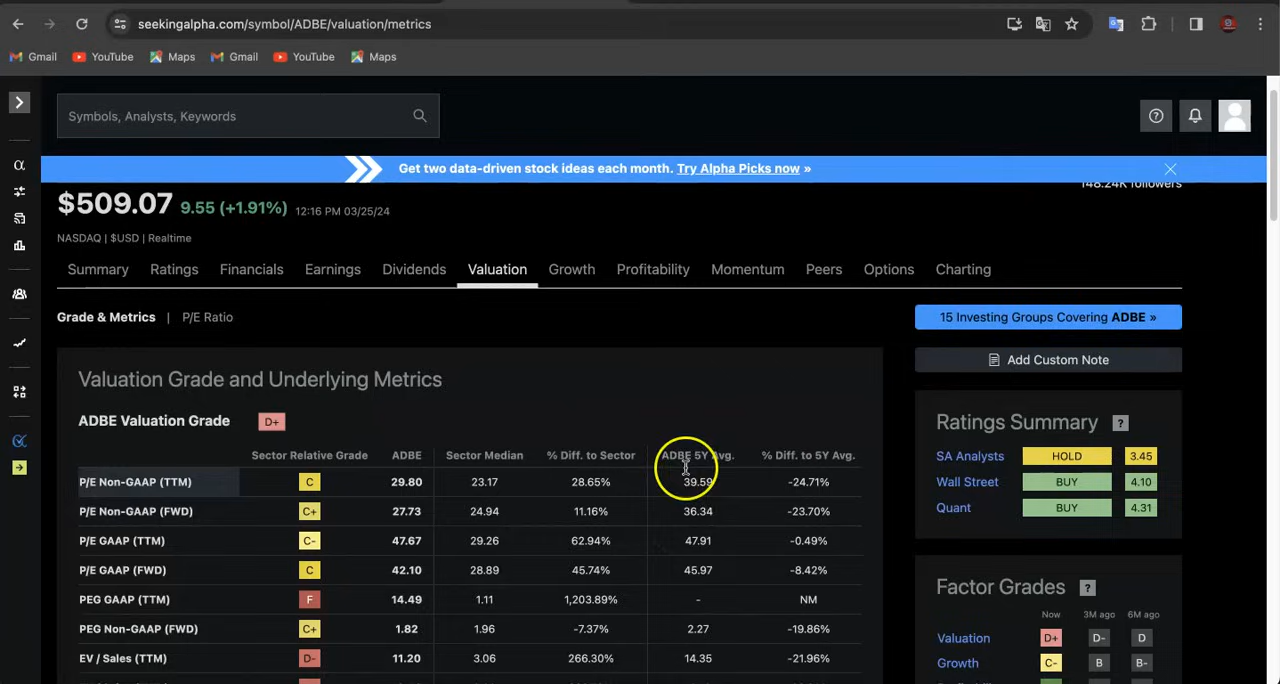 seekingalpha.com/symbol/ADBE/valuation/metrics
Gmail YouTube Maps Gmail YouTube Maps
Symbols, Analysts, Keywords
Get two data-driven stock ideas each month. Try Alpha Picks now »
148.24K followers
$509.07 9.55 (+1.91%) 12:16 PM 03/25/24
NASDAQ | $USD | Realtime
Summary Ratings Financials Earnings Dividends Valuation Growth Profitability Momentum Peers Options Charting
Grade & Metrics | P/E Ratio
15 Investing Groups Covering ADBE »
Add Custom Note
Valuation Grade and Underlying Metrics
ADBE Valuation Grade D+
Sector Relative Grade ADBE Sector Median % Diff. to Sector ADBE 5Y Avg. % Diff. to 5Y Avg.
P/E Non-GAAP (TTM) C 29.80 23.17 28.65% 39.59 -24.71%
P/E Non-GAAP (FWD) C+ 27.73 24.94 11.16% 36.34 -23.70%
P/E GAAP (TTM) C- 47.67 29.26 62.94% 47.91 -0.49%
P/E GAAP (FWD) C 42.10 28.89 45.74% 45.97 -8.42%
PEG GAAP (TTM) F 14.49 1.11 1,203.89% - NM
PEG Non-GAAP (FWD) C+ 1.82 1.96 -7.37% 2.27 -19.86%
EV / Sales (TTM) D- 11.20 3.06 266.30% 14.35 -21.96%
Ratings Summary ?
SA Analysts HOLD 3.45
Wall Street BUY 4.10
Quant BUY 4.31
Factor Grades ?
Now 3M ago 6M ago
Valuation D+ D- D
Growth C- B B-